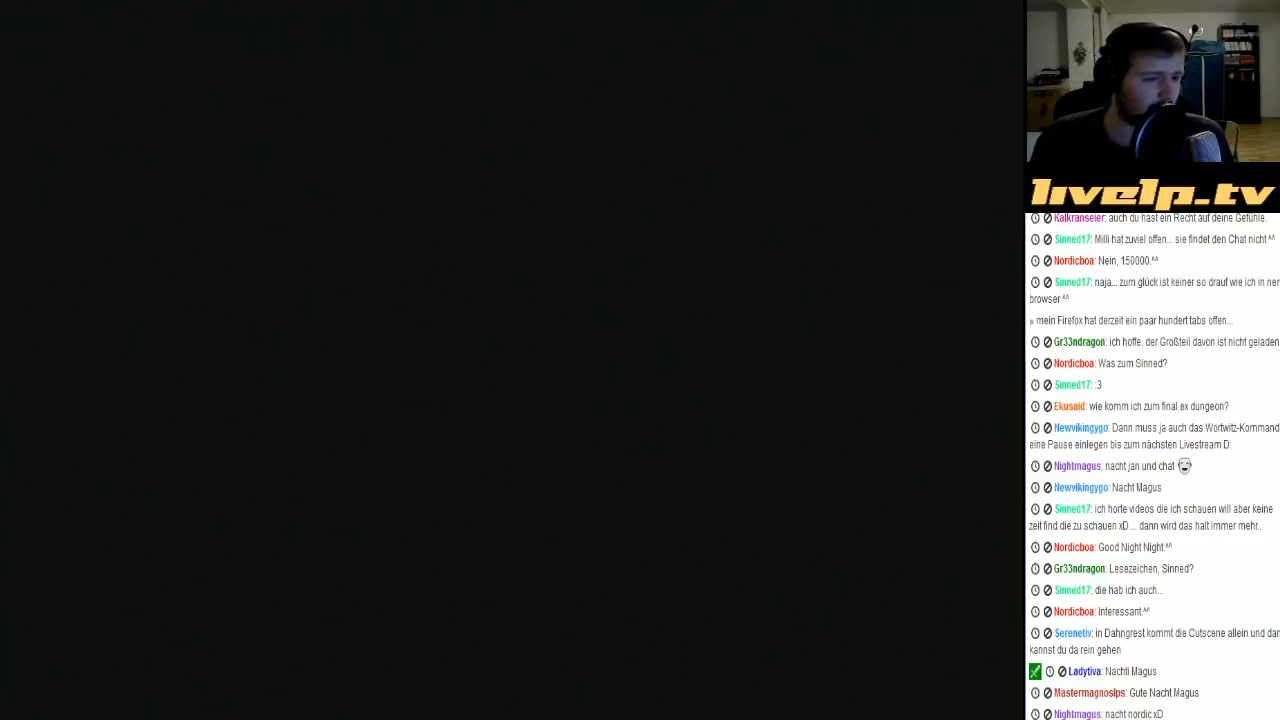 livelp.tv
Kalkranseier: auch du hast ein Recht auf deine Gefühle.
Sinned17: Milli hat zuviel offen... sie findet den Chat nicht ^^
Nordicboa: Nein, 150000.^^
Sinned17: naja... zum glück ist keiner so drauf wie ich in nem
browser ^^
» mein Firefox hat derzeit ein paar hundert tabs offen...
Gr33ndragon: ich hoffe, der Großteil davon ist nicht geladen
Nordicboa: Was zum Sinned?
Sinned17: :3
Ekusaid: wie komm ich zum final ex dungeon?
Newvikingygo: Dann muss ja auch das Wortwitz-Kommand
eine Pause einlegen bis zum nächsten Livestream D:
Nightmagus: nacht jan und chat
Newvikingygo: Nacht Magus
Sinned17: ich horte videos die ich schauen will aber keine
zeit find die zu schauen xD ... dann wird das halt immer mehr..
Nordicboa: Good Night Night.^^
Gr33ndragon: Lesezeichen, Sinned?
Sinned17: die hab ich auch...
Nordicboa: Interessant.^^
Serenetiv: in Dahngrest kommt die Cutscene allein und dan
kannst du da rein gehen
Ladytiva: Nachti Magus
Mastermagnoslps: Gute Nacht Magus
Nightmagus: nacht nordic xD